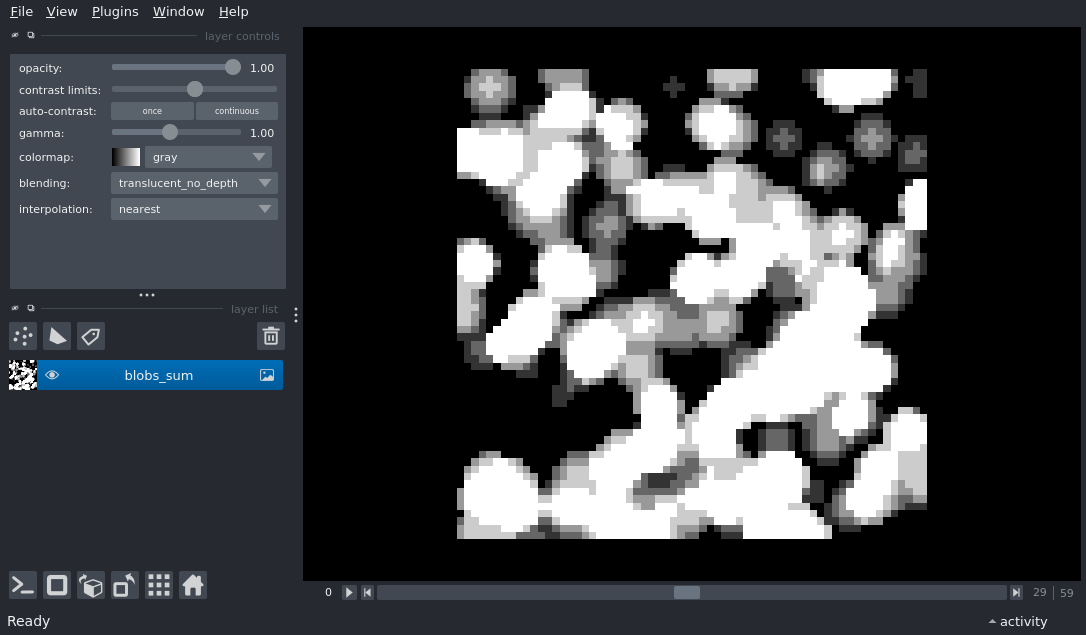 File View Plugins Window Help
layer controls
opacity: 1.00
contrast limits:
auto-contrast: once continuous
gamma: 1.00
colormap: gray
blending: translucent_no_depth
interpolation: nearest
layer list
blobs_sum
0 29 59
Ready activity